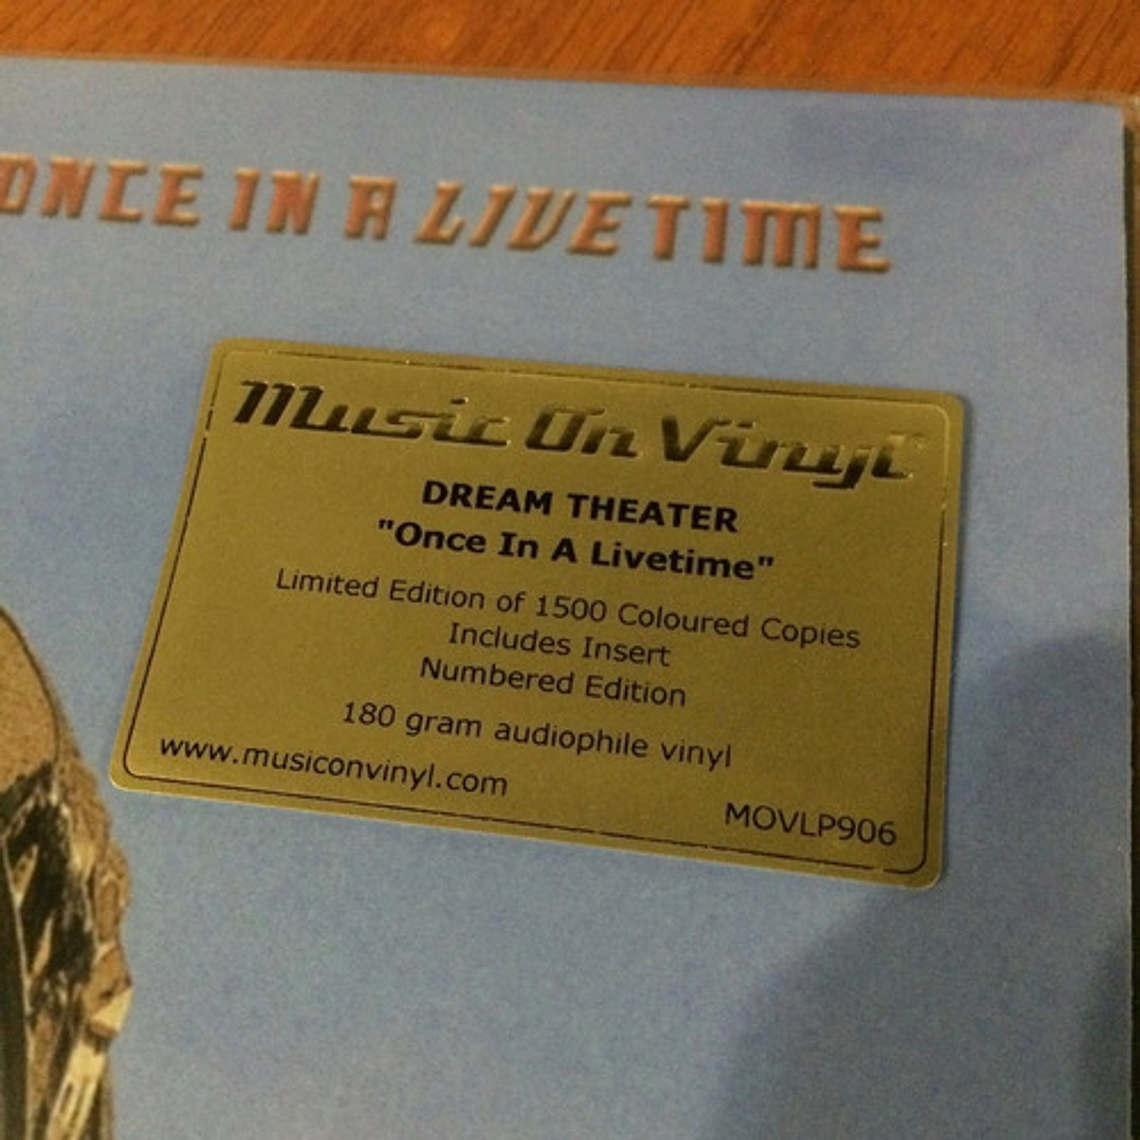 ONCE IN A LIVETIME
Music On Vinyl
DREAM THEATER
"Once In A Livetime"
Limited Edition of 1500 Coloured Copies
Includes Insert
Numbered Edition
180 gram audiophile vinyl
www.musiconvinyl.com
MOVLP906